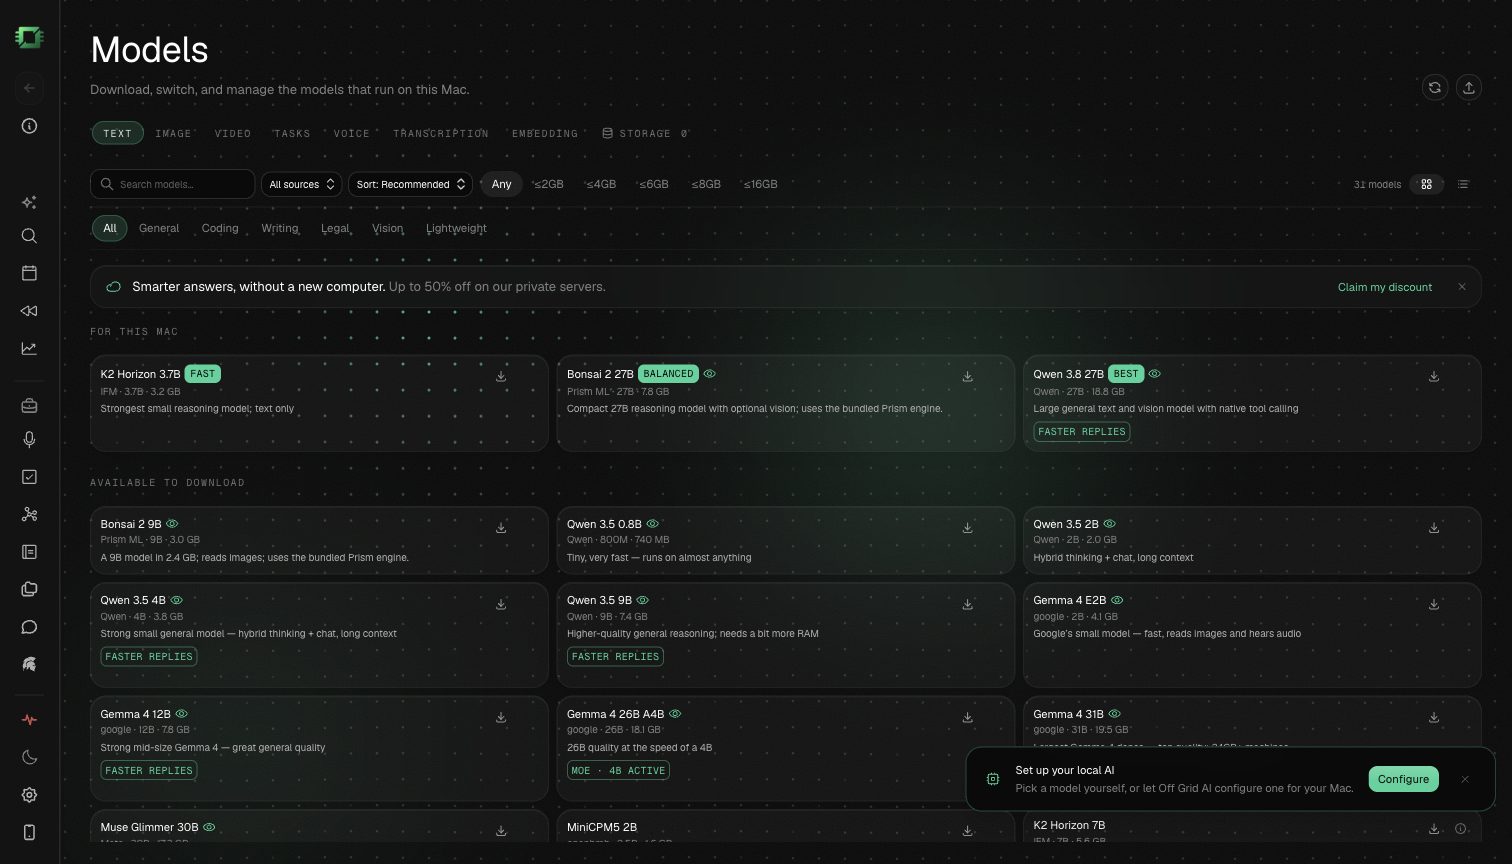 Models
Download, switch, and manage the models that run on this Mac.
TEXT IMAGE VIDEO TASKS VOICE TRANSCRIPTION EMBEDDING STORAGE 0
Search models... All sources Sort: Recommended Any ≤2GB ≤4GB ≤6GB ≤8GB ≤16GB 31 models
All General Coding Writing Legal Vision Lightweight
Smarter answers, without a new computer. Up to 50% off on our private servers. Claim my discount
FOR THIS MAC
K2 Horizon 3.7B FAST
IFM · 3.7B · 3.2 GB
Strongest small reasoning model; text only
Bonsai 2 27B BALANCED
Prism ML · 27B · 7.8 GB
Compact 27B reasoning model with optional vision; uses the bundled Prism engine.
Qwen 3.8 27B BEST
Qwen · 27B · 18.8 GB
Large general text and vision model with native tool calling
FASTER REPLIES
AVAILABLE TO DOWNLOAD
Bonsai 2 9B
Prism ML · 9B · 3.0 GB
A 9B model in 2.4 GB; reads images; uses the bundled Prism engine.
Qwen 3.5 0.8B
Qwen · 800M · 740 MB
Tiny, very fast — runs on almost anything
Qwen 3.5 2B
Qwen · 2B · 2.0 GB
Hybrid thinking + chat, long context
Qwen 3.5 4B
Qwen · 4B · 3.8 GB
Strong small general model — hybrid thinking + chat, long context
FASTER REPLIES
Qwen 3.5 9B
Qwen · 9B · 7.4 GB
Higher-quality general reasoning; needs a bit more RAM
FASTER REPLIES
Gemma 4 E2B
google · 2B · 4.1 GB
Google's small model — fast, reads images and hears audio
Gemma 4 12B
google · 12B · 7.8 GB
Strong mid-size Gemma 4 — great general quality
FASTER REPLIES
Gemma 4 26B A4B
google · 26B · 18.1 GB
26B quality at the speed of a 4B
MOE · 4B ACTIVE
Gemma 4 31B
google · 31B · 19.5 GB
Set up your local AI
Pick a model yourself, or let Off Grid AI configure one for your Mac.
Configure
Muse Glimmer 30B
MiniCPM5 2B
K2 Horizon 7B